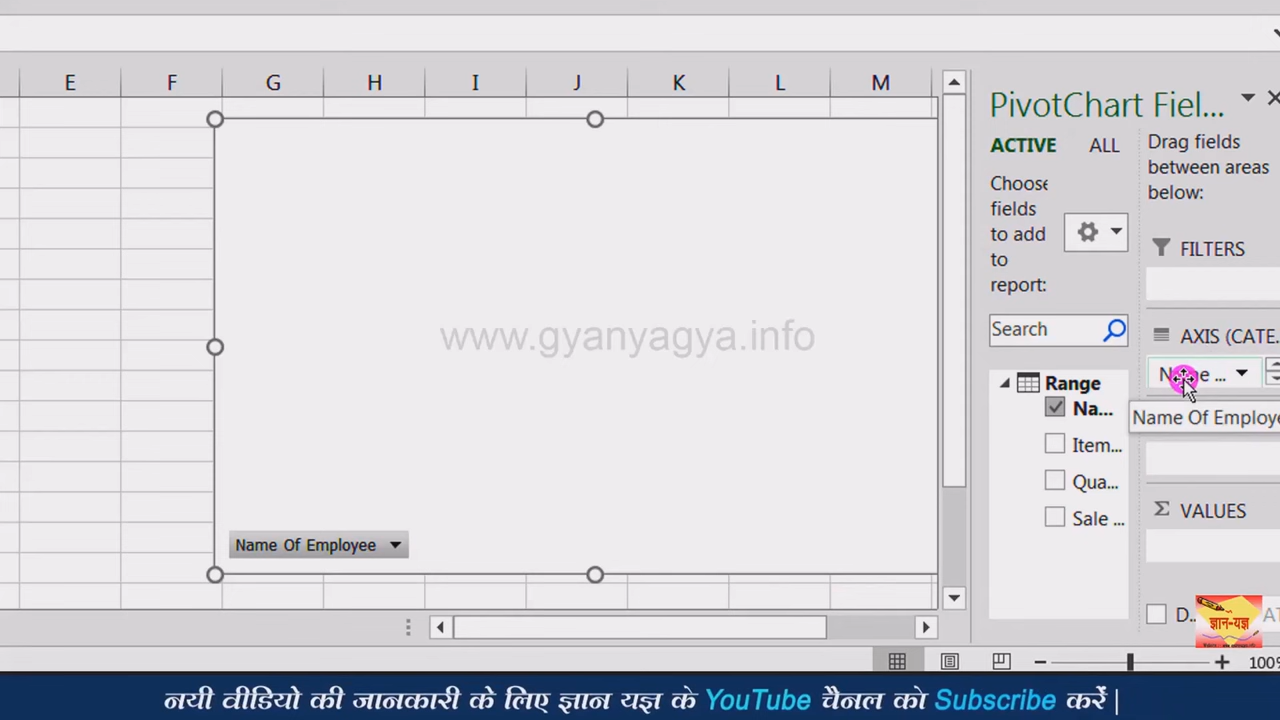 E F G H I J K L M
PivotChart Fiel...
ACTIVE ALL
Choose
fields
to add
to
report:
Drag fields
between areas
below:
FILTERS
Search
AXIS (CATE...
Range
Na...
Item...
Qua...
Sale ...
Name Of Employe
VALUES
D...
www.gyanyagya.info
Name Of Employee
ज्ञान-यज्ञ
100%
नयी वीडियो की जानकारी के लिए ज्ञान यज्ञ के YouTube चैनल को Subscribe करें |